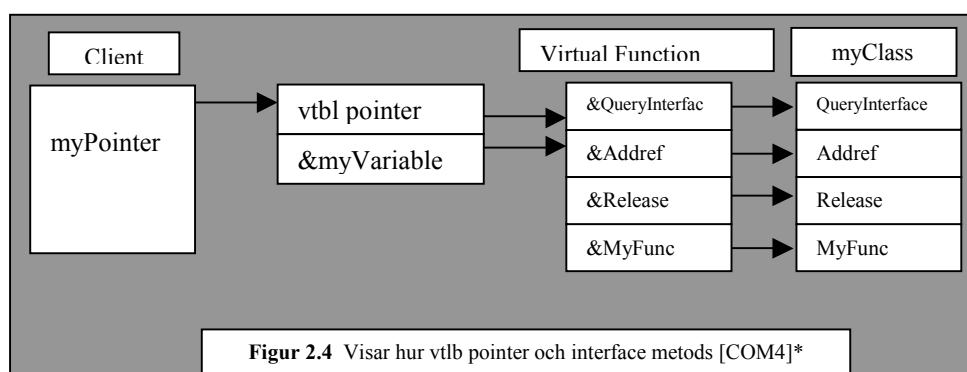 Client
Virtual Function
myClass
myPointer
vtbl pointer
&myVariable
&QueryInterfac
&Addref
&Release
&MyFunc
QueryInterface
Addref
Release
MyFunc
Figur 2.4 Visar hur vtlb pointer och interface metods [COM4]*